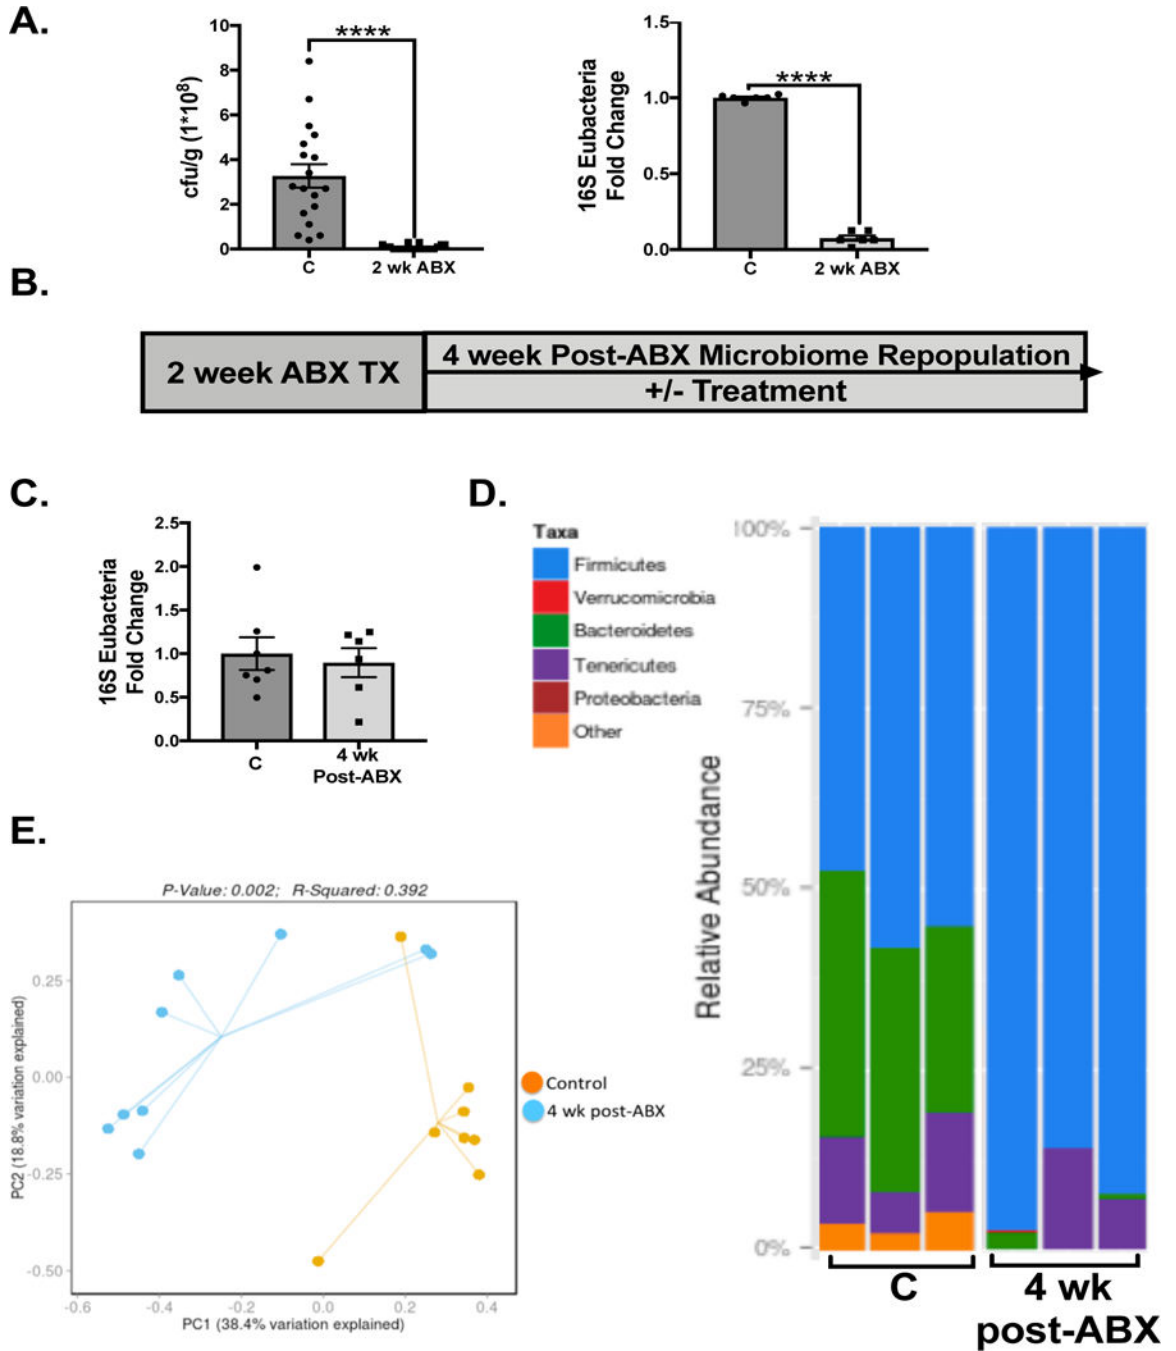 A.
cfu/g (1*10⁸)
10
8
6
4
2
0
****
C
2 wk ABX
16S Eubacteria
Fold Change
1.5
1.0
0.5
0.0
****
C
2 wk ABX
B.
2 week ABX TX
4 week Post-ABX Microbiome Repopulation
+/- Treatment
C.
16S Eubacteria
Fold Change
2.5
2.0
1.5
1.0
0.5
0.0
C
4 wk
Post-ABX
D.
Taxa
Firmicutes
Verrucomicrobia
Bacteroidetes
Tenericutes
Proteobacteria
Other
Relative Abundance
100%
75%
50%
25%
0%
C
4 wk
post-ABX
E.
P-Value: 0.002; R-Squared: 0.392
PC2 (18.8% variation explained)
0.25
0.00
-0.25
-0.50
-0.6
-0.4
-0.2
0.0
0.2
0.4
PC1 (38.4% variation explained)
Control
4 wk post-ABX